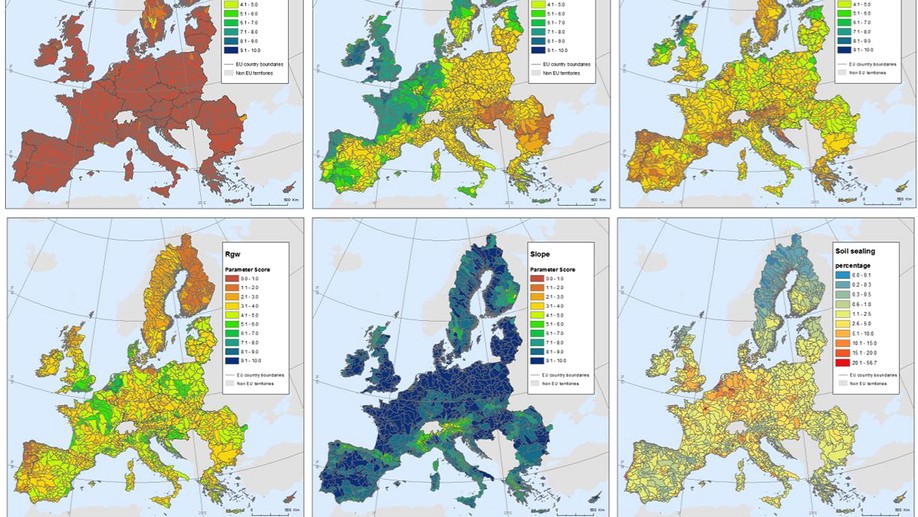 4.1 - 5.0
5.1 - 6.0
6.1 - 7.0
7.1 - 8.0
8.1 - 9.0
9.1 - 10.0
EU country boundaries
Non EU territories
500 Km
4.1 - 5.0
5.1 - 6.0
6.1 - 7.0
7.1 - 8.0
8.1 - 9.0
9.1 - 10.0
EU country boundaries
Non EU territories
500 Km
4.1 - 5.0
5.1 - 6.0
6.1 - 7.0
7.1 - 8.0
8.1 - 9.0
9.1 - 10.0
EU country boundaries
Non EU territories
500 Km
Rgw
Parameter Score
0.0 - 1.0
1.1 - 2.0
2.1 - 3.0
3.1 - 4.0
4.1 - 5.0
5.1 - 6.0
6.1 - 7.0
7.1 - 8.0
8.1 - 9.0
9.1 - 10.0
EU country boundaries
Non EU territories
500 Km
Slope
Parameter Score
0.0 - 1.0
1.1 - 2.0
2.1 - 3.0
3.1 - 4.0
4.1 - 5.0
5.1 - 6.0
6.1 - 7.0
7.1 - 8.0
8.1 - 9.0
9.1 - 10.0
EU country boundaries
Non EU territories
500 Km
Soil sealing
percentage
0.0 - 0.1
0.2 - 0.3
0.3 - 0.5
0.6 - 1.0
1.1 - 2.5
2.6 - 5.0
5.1 - 10.0
10.1 - 15.0
15.1 - 20.0
20.1 - 56.7
EU country boundaries
Non EU territories
500 Km